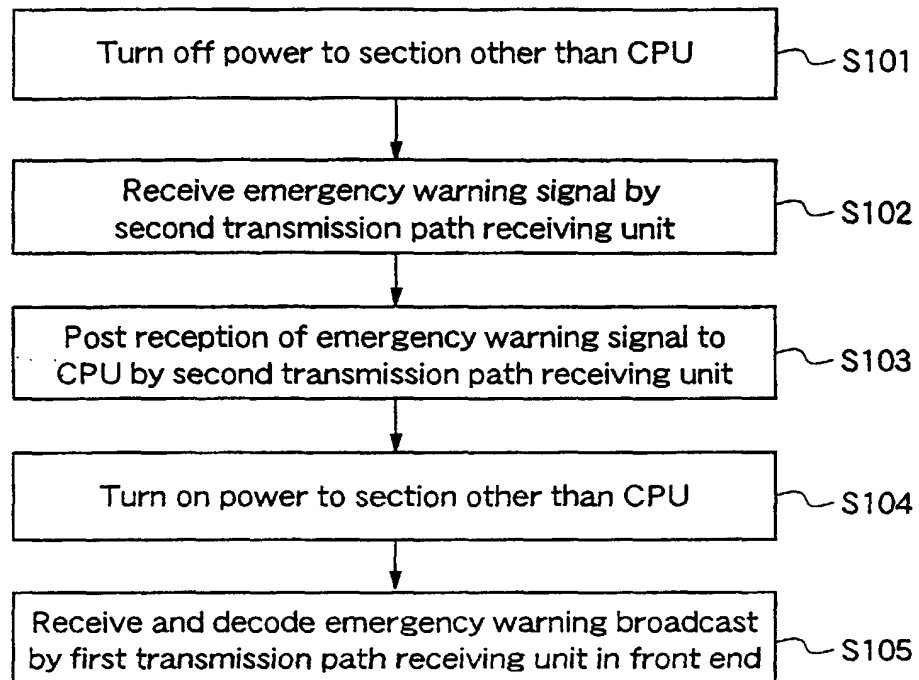 Turn off power to section other than CPU
S101
Receive emergency warning signal by
second transmission path receiving unit
S102
Post reception of emergency warning signal to
CPU by second transmission path receiving unit
S103
Turn on power to section other than CPU
S104
Receive and decode emergency warning broadcast
by first transmission path receiving unit in front end
S105